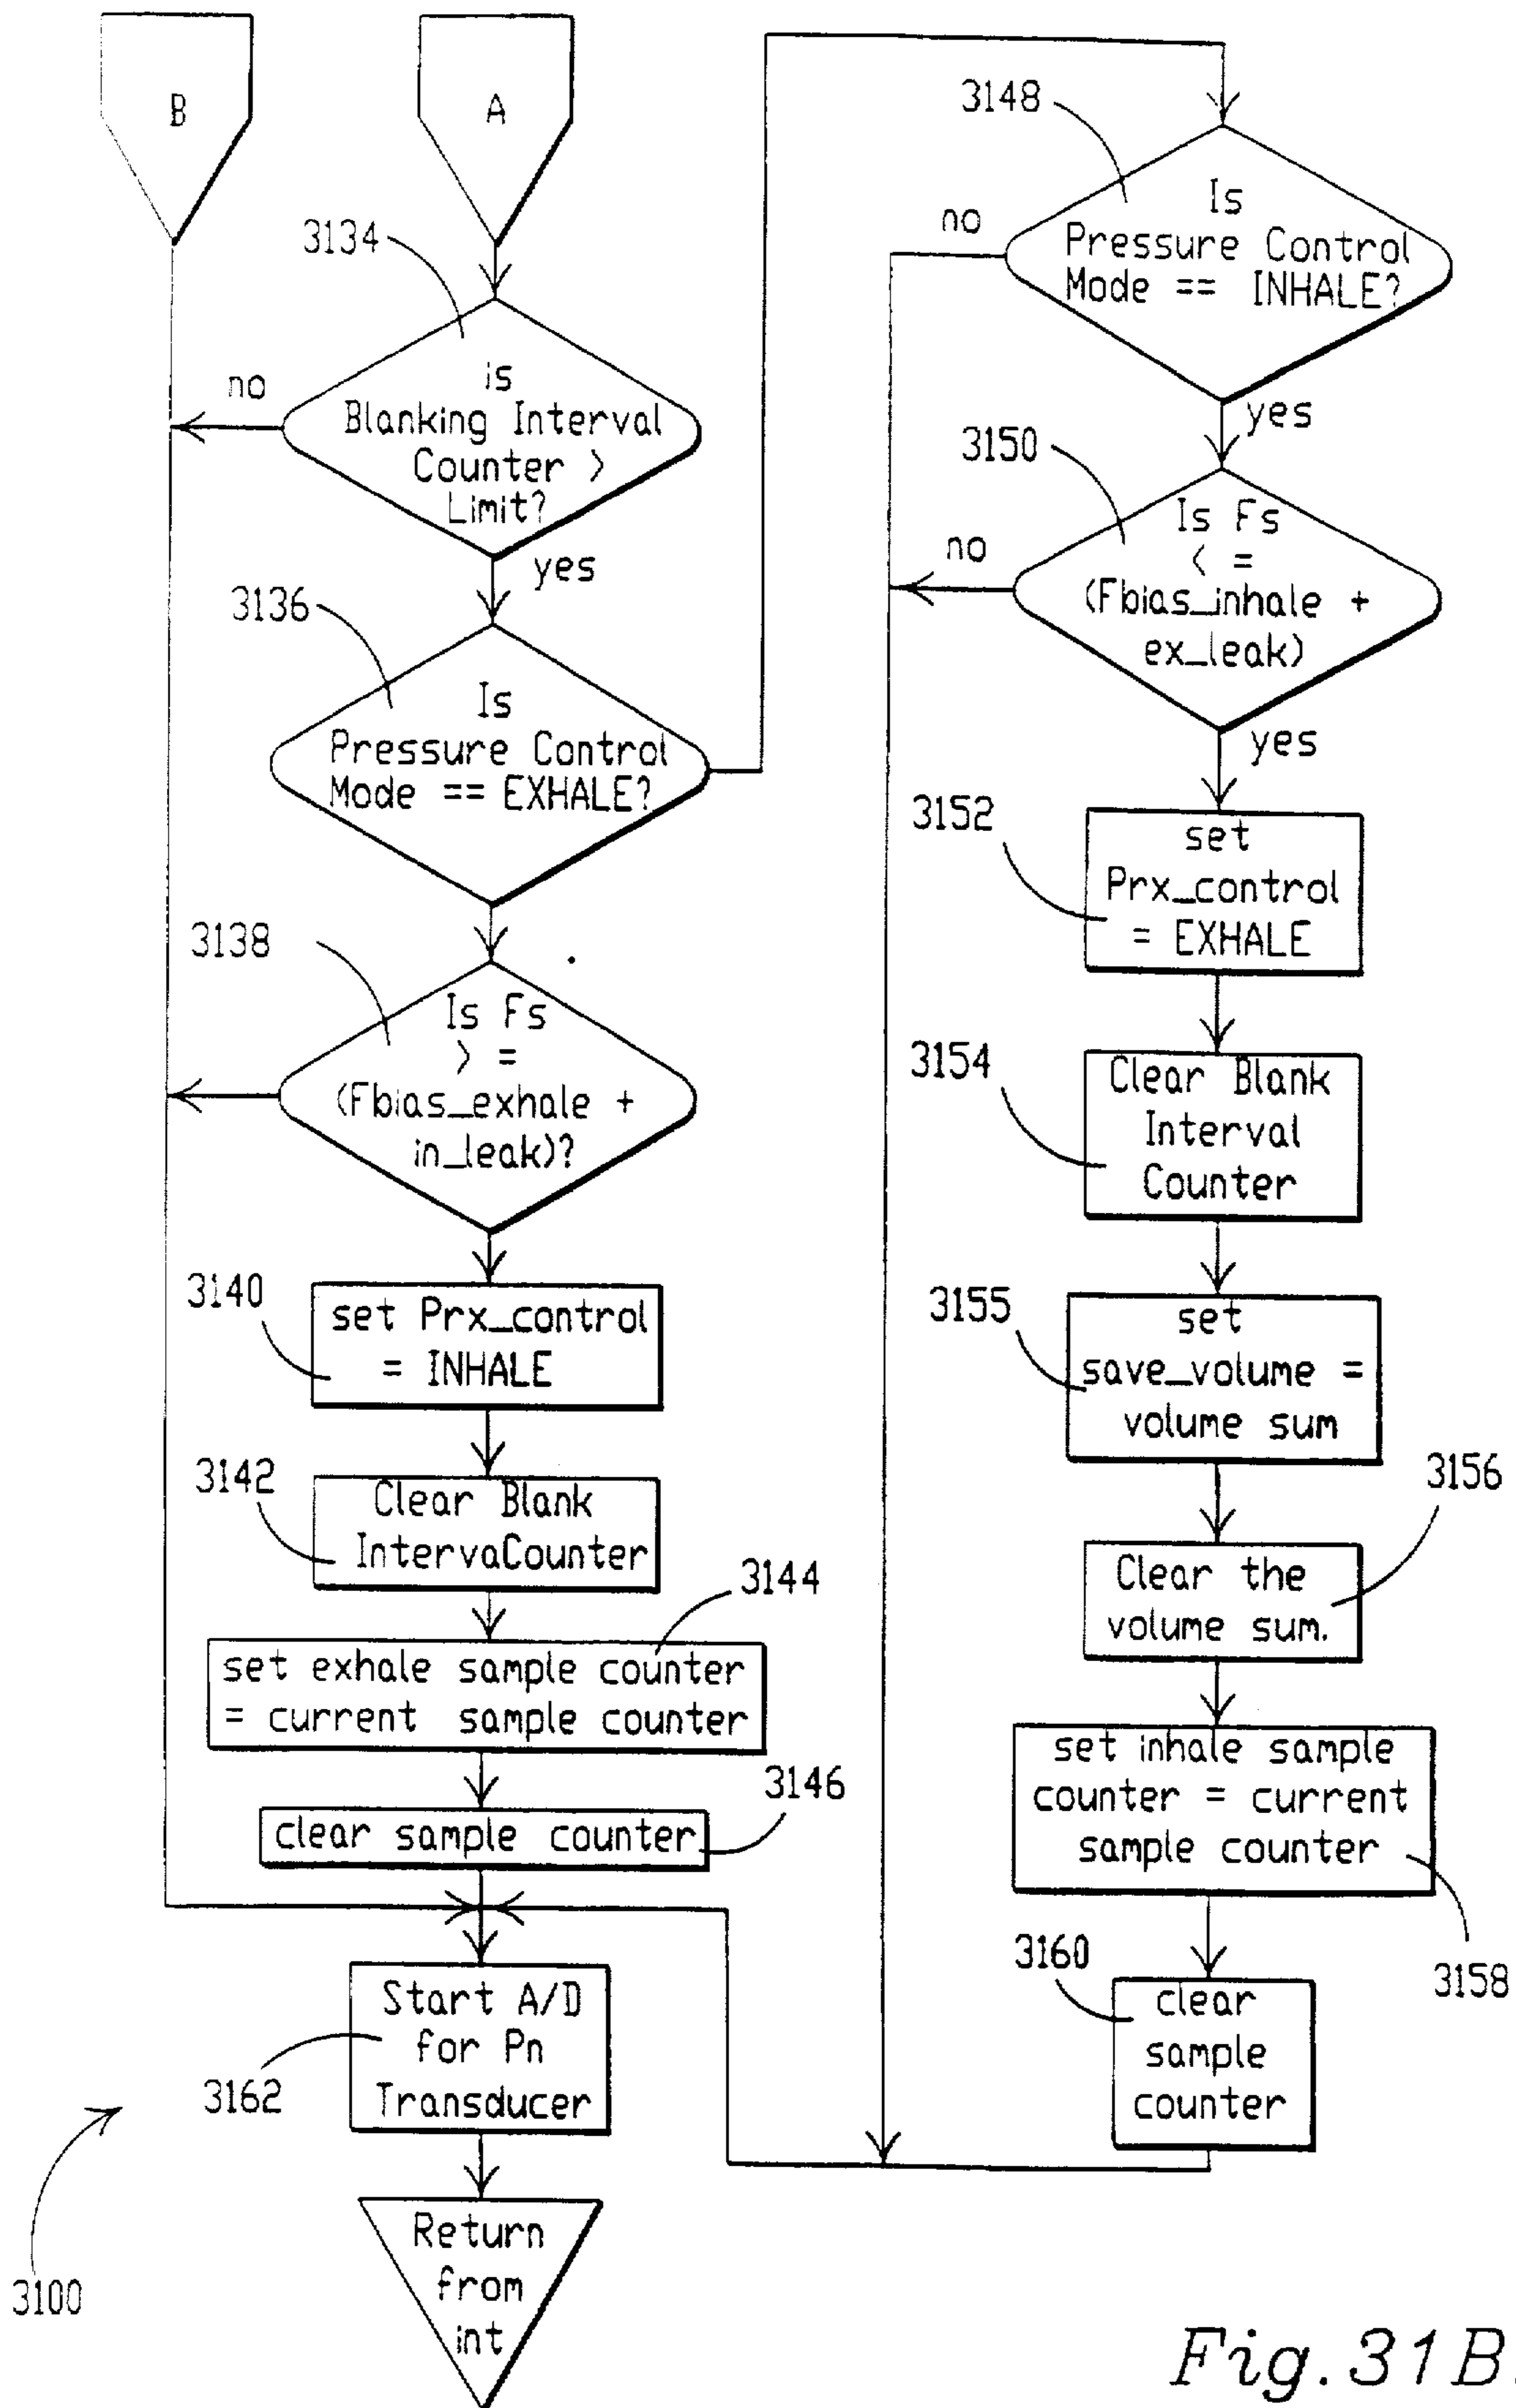 B
A
3134
is
Blanking Interval
Counter >
Limit?
no
yes
3136
Is
Pressure Control
Mode == EXHALE?
3138
Is Fs
> =
(Fbias_exhale +
in_leak)?
3140
set Prx_control
= INHALE
3142
Clear Blank
IntervaCounter
3144
set exhale sample counter
= current sample counter
3146
clear sample counter
Start A/D
for Pn
Transducer
3162
Return
from
int
3100
3148
Is
Pressure Control
Mode == INHALE?
no
yes
3150
Is Fs
< =
(Fbias_inhale +
ex_leak)
no
yes
3152
set
Prx_control
= EXHALE
3154
Clear Blank
Interval
Counter
3155
set
save_volume =
volume sum
3156
Clear the
volume sum.
set inhale sample
counter = current
sample counter
3158
3160
clear
sample
counter
Fig. 31B.